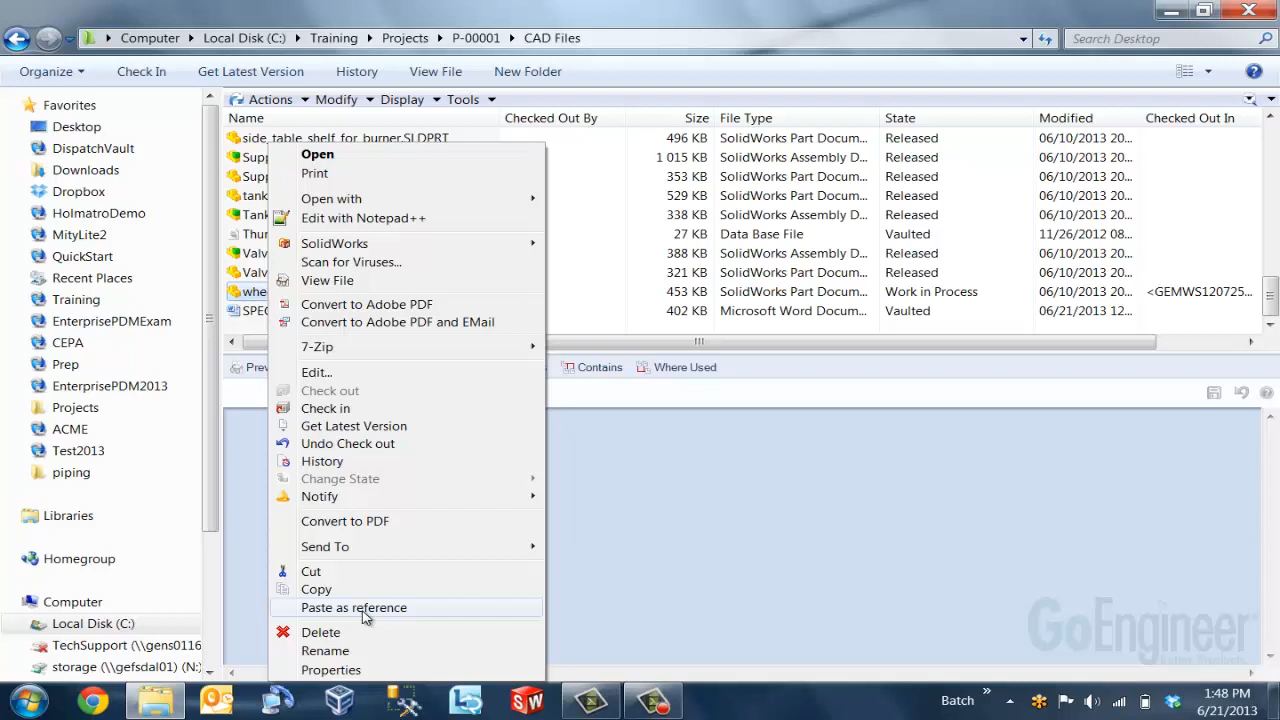 Computer ▸ Local Disk (C:) ▸ Training ▸ Projects ▸ P-00001 ▸ CAD Files
Search Desktop
Organize Check In Get Latest Version History View File New Folder
Favorites
Desktop
DispatchVault
Downloads
Dropbox
HolmatroDemo
MityLite2
QuickStart
Recent Places
Training
EnterprisePDMExam
CEPA
Prep
EnterprisePDM2013
Projects
ACME
Test2013
piping
Libraries
Homegroup
Computer
Local Disk (C:)
TechSupport (\\gens0116
storage (\\gefsdal01) (N:)
Actions Modify Display Tools
Name Checked Out By Size File Type State Modified Checked Out In
side_table_shelf_for_burner.SLDPRT 496 KB SolidWorks Part Docum... Released 06/10/2013 20...
Supp 1 015 KB SolidWorks Assembly D... Released 06/10/2013 20...
Supp 353 KB SolidWorks Part Docum... Released 06/10/2013 20...
tank 529 KB SolidWorks Part Docum... Released 06/10/2013 20...
Tank 338 KB SolidWorks Assembly D... Released 06/10/2013 20...
Thu 27 KB Data Base File Vaulted 11/26/2012 08...
Valv 388 KB SolidWorks Assembly D... Released 06/10/2013 20...
Valv 321 KB SolidWorks Part Docum... Released 06/10/2013 20...
whe 453 KB SolidWorks Part Docum... Work in Process 06/10/2013 20... <GEMWS120725...
SPEC 402 KB Microsoft Word Docum... Vaulted 06/21/2013 12...
Prev Contains Where Used
Open
Print
Open with
Edit with Notepad++
SolidWorks
Scan for Viruses...
View File
Convert to Adobe PDF
Convert to Adobe PDF and EMail
7-Zip
Edit...
Check out
Check in
Get Latest Version
Undo Check out
History
Change State
Notify
Convert to PDF
Send To
Cut
Copy
Paste as reference
Delete
Rename
Properties
GoEngineer
SW
Batch »
1:48 PM
6/21/2013